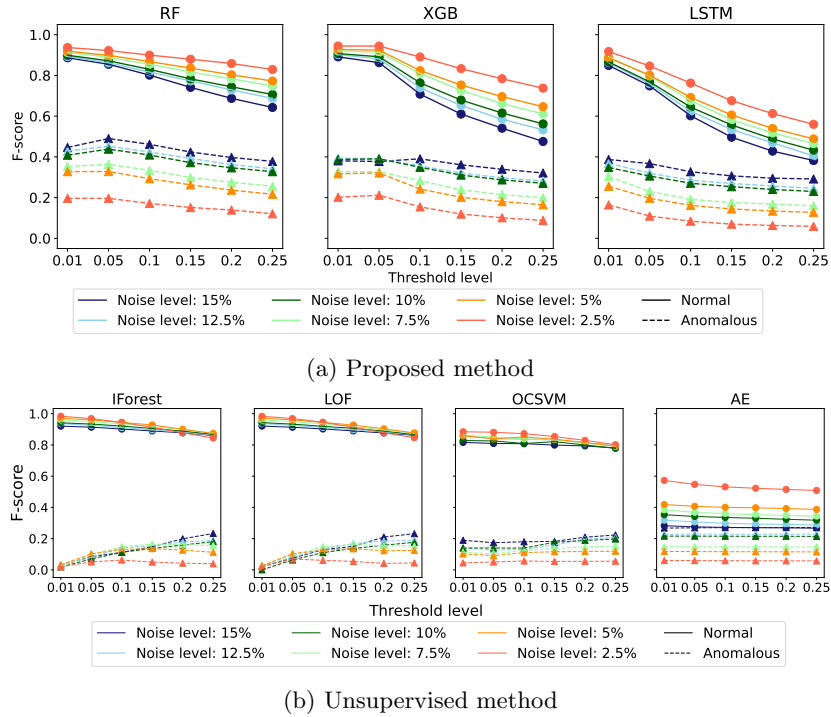 RF XGB LSTM
1.0
0.8
0.6
0.4
0.2
0.0
F-score
0.01 0.05 0.1 0.15 0.2 0.25 0.01 0.05 0.1 0.15 0.2 0.25 0.01 0.05 0.1 0.15 0.2 0.25
Threshold level
Noise level: 15% Noise level: 10% Noise level: 5% Normal
Noise level: 12.5% Noise level: 7.5% Noise level: 2.5% Anomalous
(a) Proposed method
IForest LOF OCSVM AE
1.0
0.8
0.6
0.4
0.2
0.0
F-score
0.01 0.05 0.1 0.15 0.2 0.25 0.01 0.05 0.1 0.15 0.2 0.25 0.01 0.05 0.1 0.15 0.2 0.25 0.01 0.05 0.1 0.15 0.2 0.25
Threshold level
Noise level: 15% Noise level: 10% Noise level: 5% Normal
Noise level: 12.5% Noise level: 7.5% Noise level: 2.5% Anomalous
(b) Unsupervised method